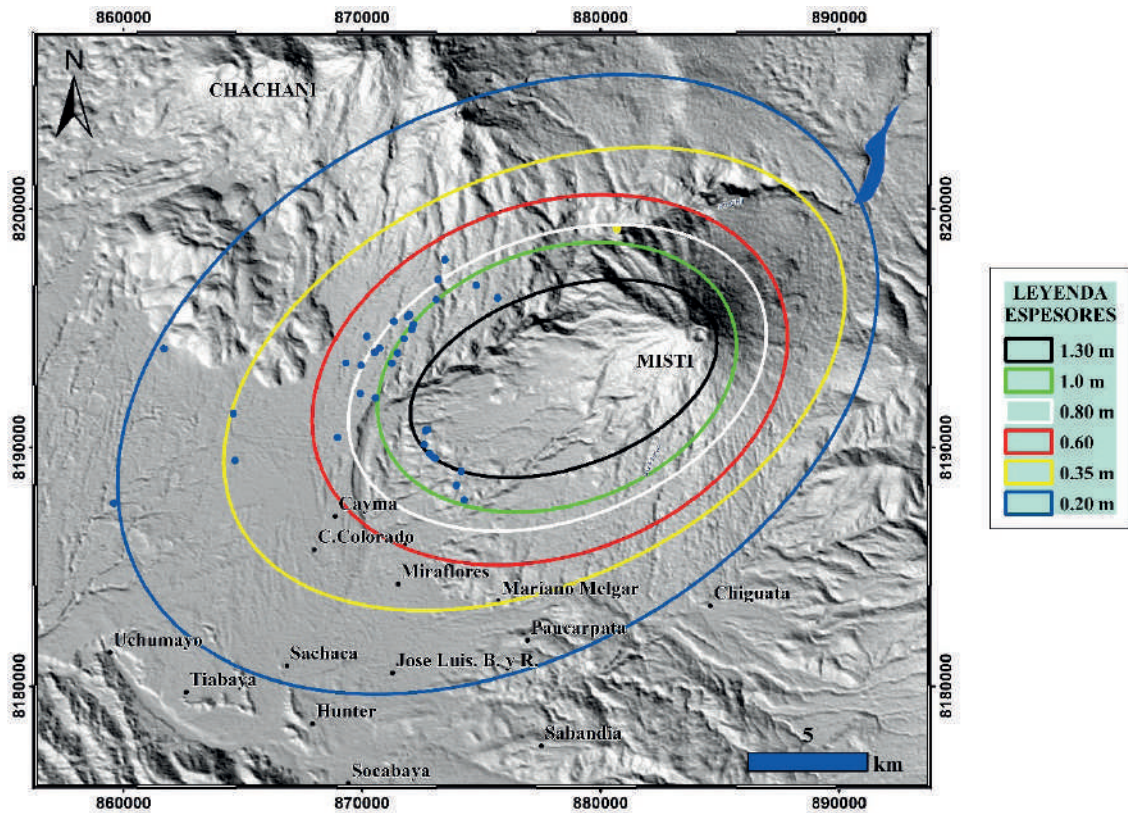 860000 870000 880000 890000
N
CHACHANI
8200000 8200000
MISTI
8190000 8190000
Cayma
C.Colorado
Miraflores
Mariano Melgar
Chiguata
Paucarpata
Uchumayo
Sachaca
Jose Luis. B. y R.
8180000 8180000
Tiabaya
Hunter
Sabandia
5
km
Socabaya
860000 870000 880000 890000
LEYENDA
ESPESORES
1.30 m
1.0 m
0.80 m
0.60
0.35 m
0.20 m